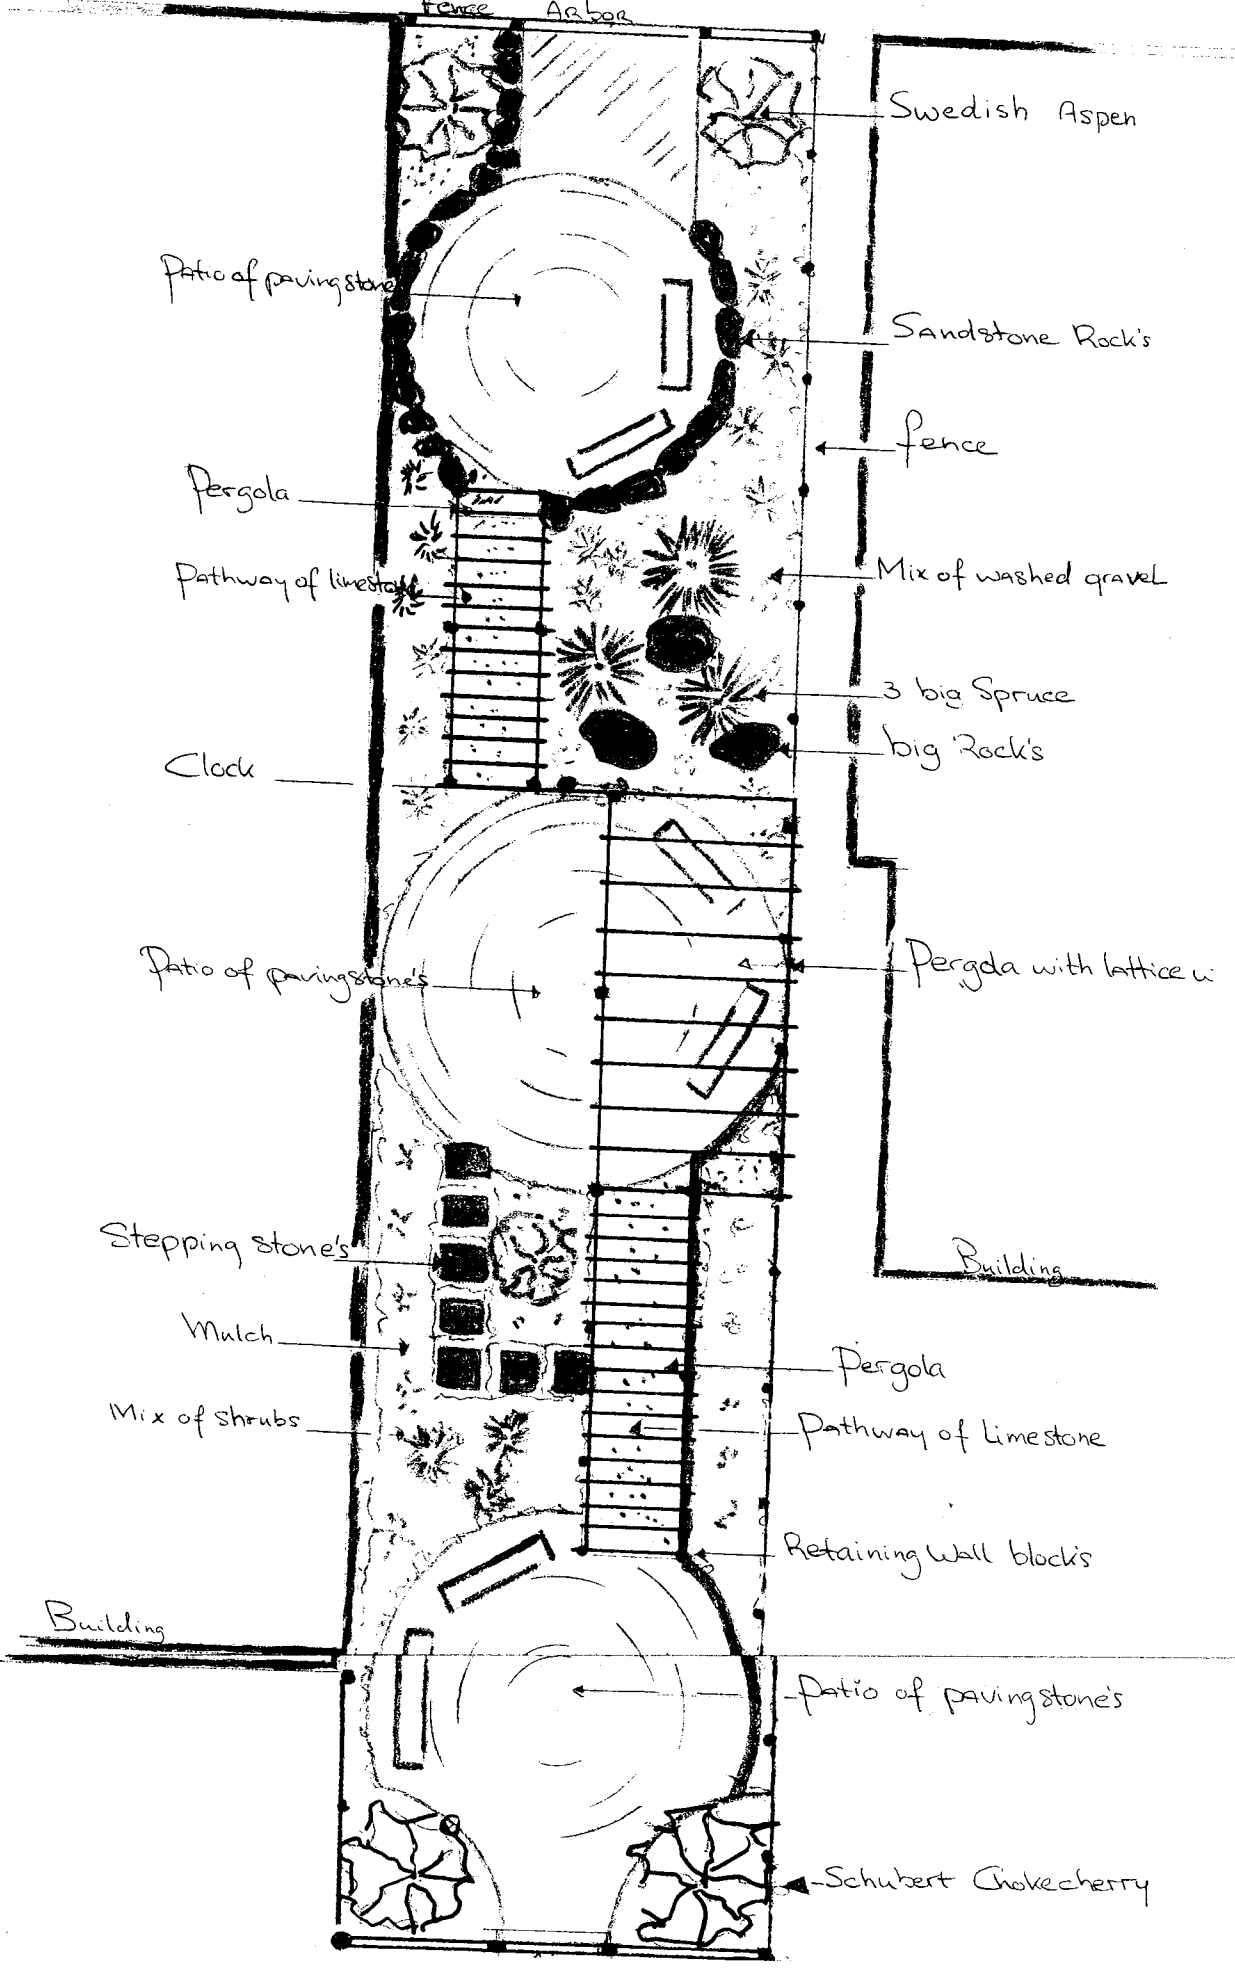 Fence Arbor
Swedish Aspen
Patio of pavingstone
Sandstone Rock's
fence
Pergola
Pathway of limestone
Mix of washed gravel
3 big Spruce
big Rock's
Clock
Patio of pavingstone's
Pergola with lattice
Stepping stone's
Building
Mulch
Pergola
Mix of Shrubs
Pathway of Limestone
Retaining Wall blocks
Building
Patio of pavingstone's
Schubert Chokecherry